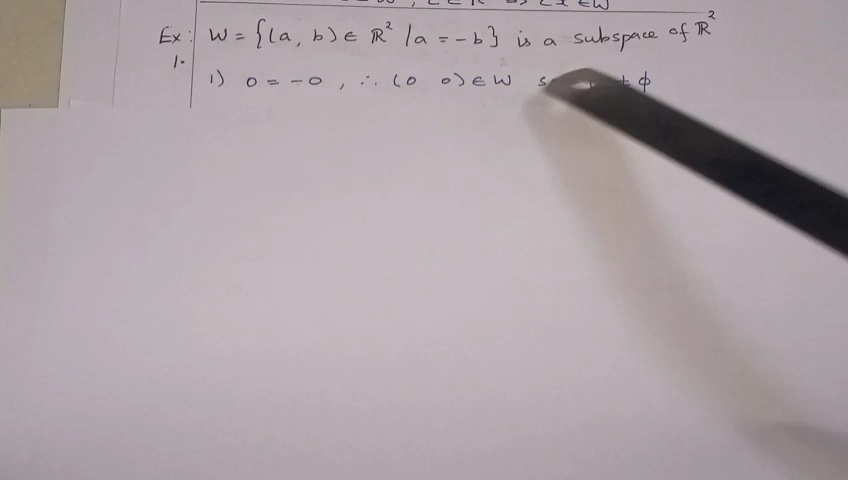 Ex: W = {(a, b) ∈ ℝ² / a = -b} is a subspace of ℝ²
1.
1) 0 = -0, ∴ (0 0) ∈ W ϕ